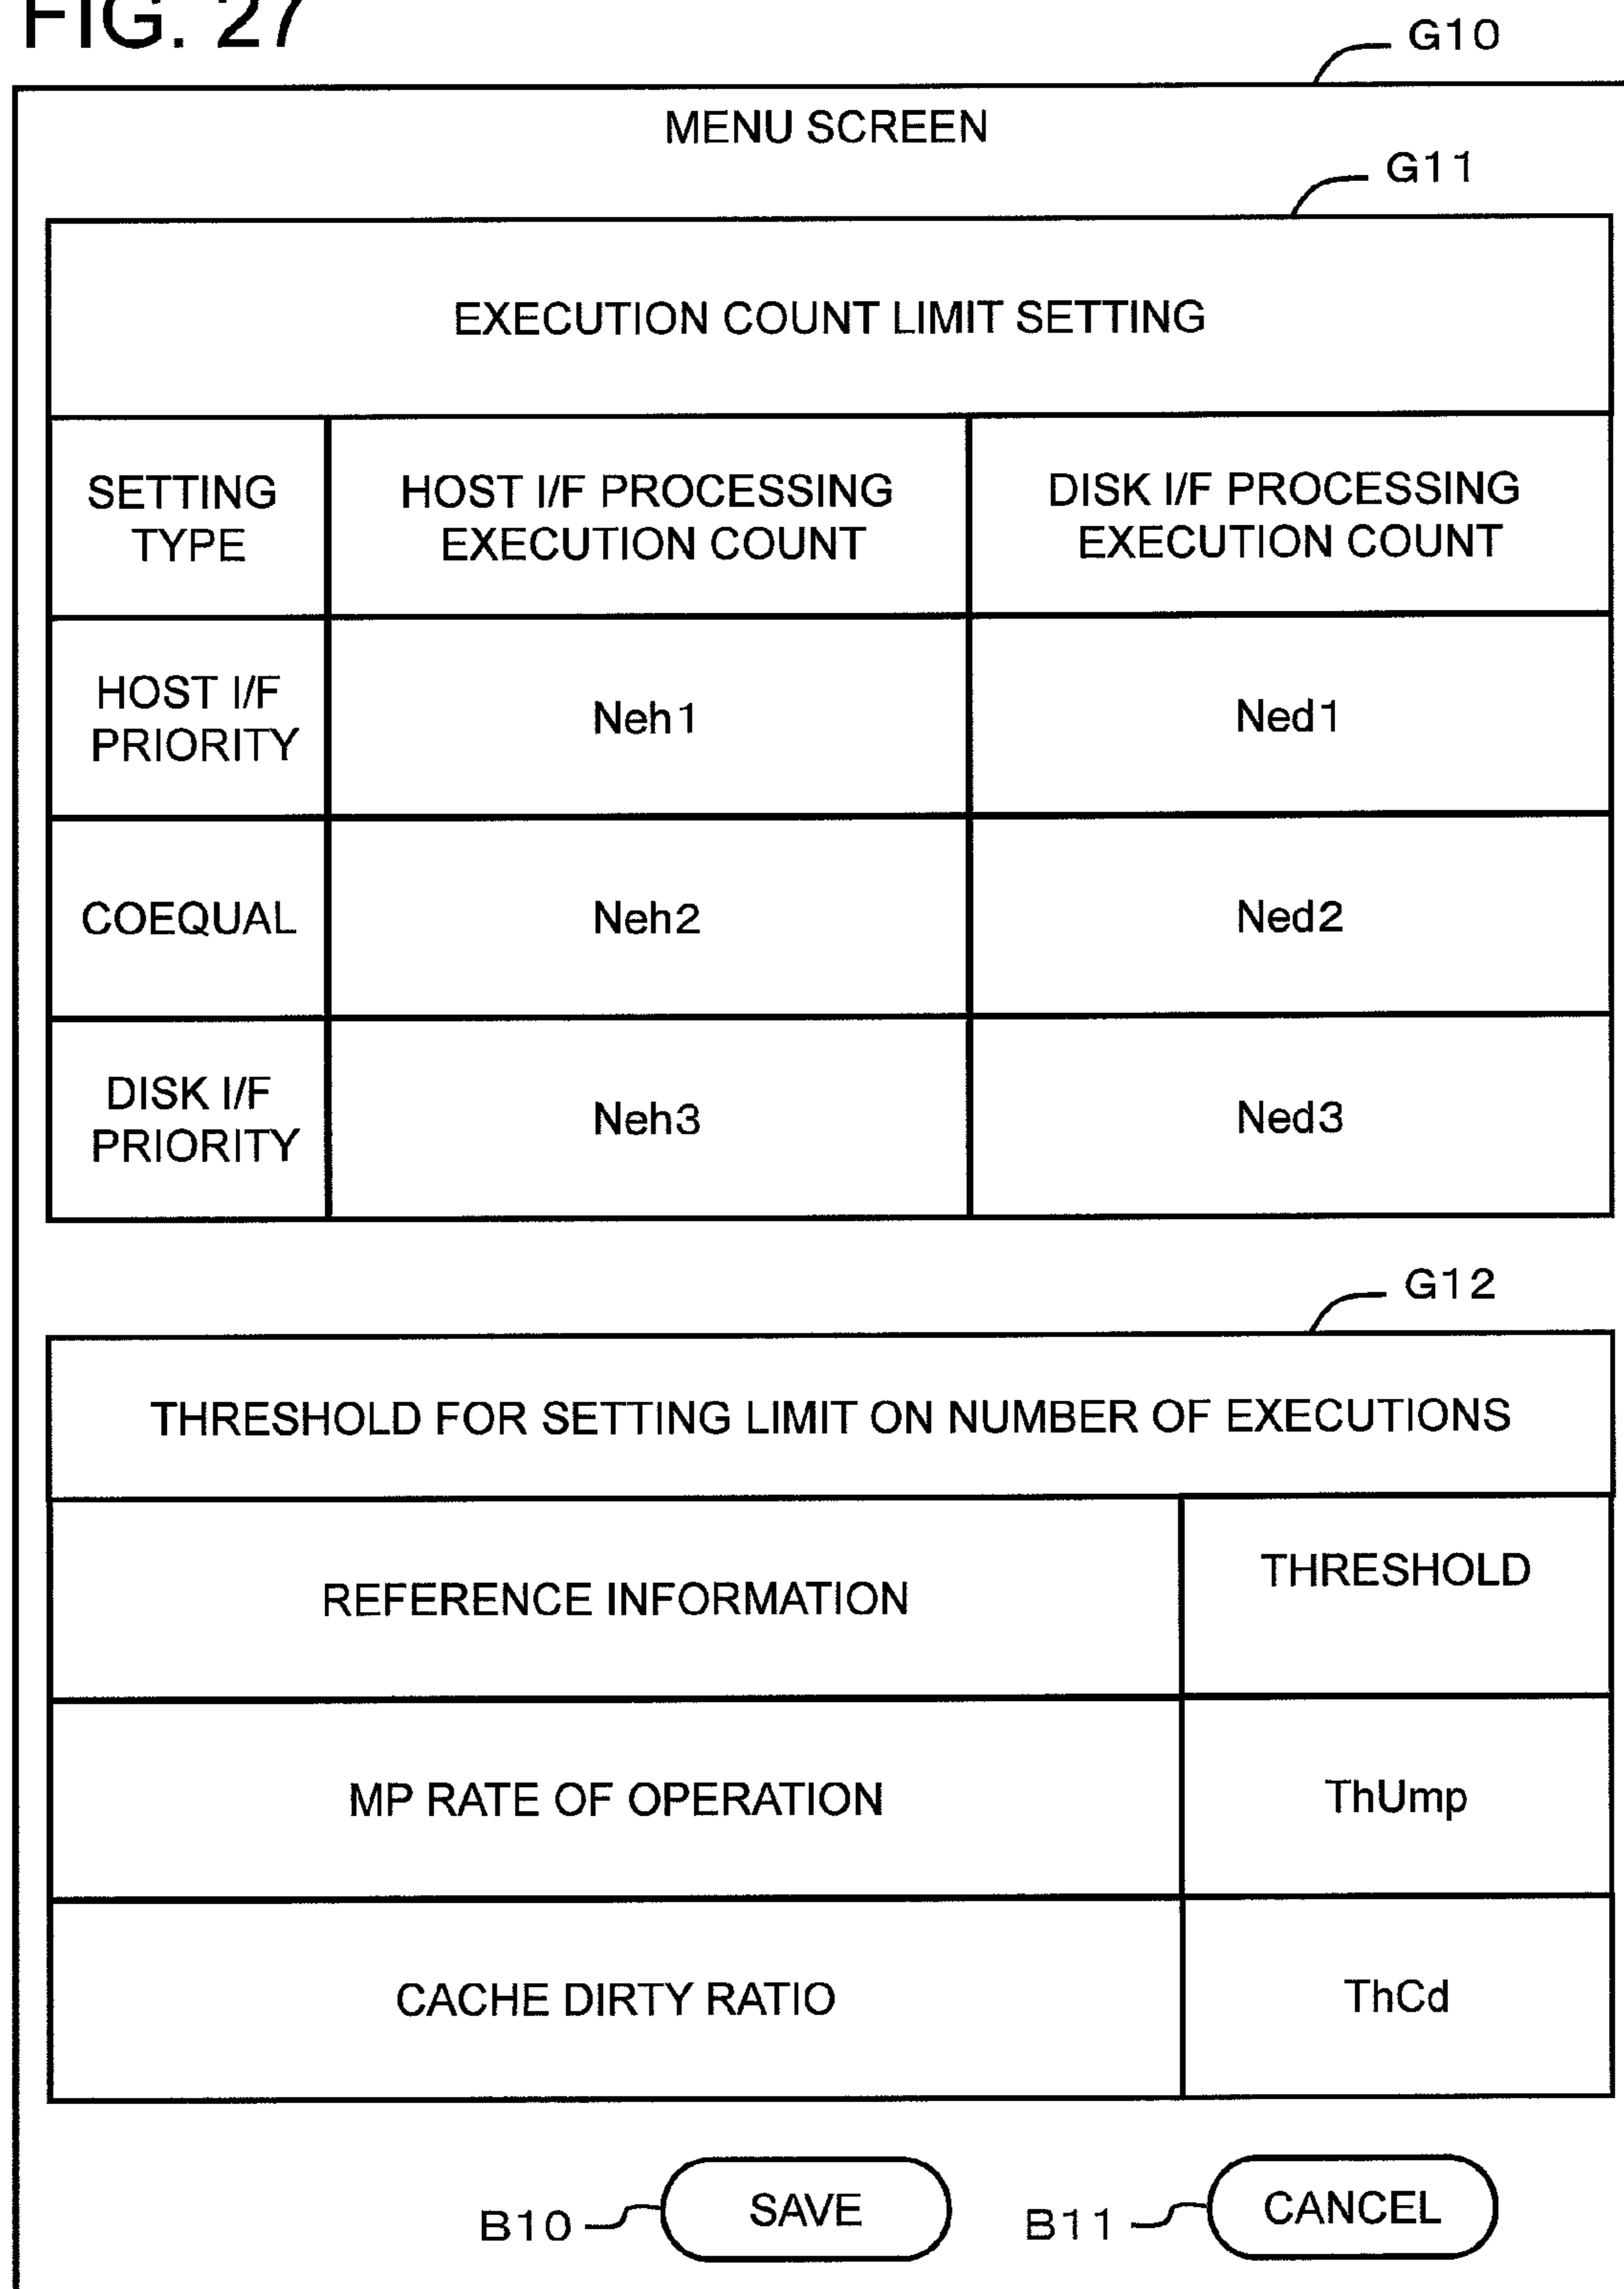 FIG. 27
G10
MENU SCREEN
G11
EXECUTION COUNT LIMIT SETTING
SETTING TYPE
HOST I/F PROCESSING EXECUTION COUNT
DISK I/F PROCESSING EXECUTION COUNT
HOST I/F PRIORITY
Neh1
Ned1
COEQUAL
Neh2
Ned2
DISK I/F PRIORITY
Neh3
Ned3
G12
THRESHOLD FOR SETTING LIMIT ON NUMBER OF EXECUTIONS
REFERENCE INFORMATION
THRESHOLD
MP RATE OF OPERATION
ThUmp
CACHE DIRTY RATIO
ThCd
B10
SAVE
B11
CANCEL